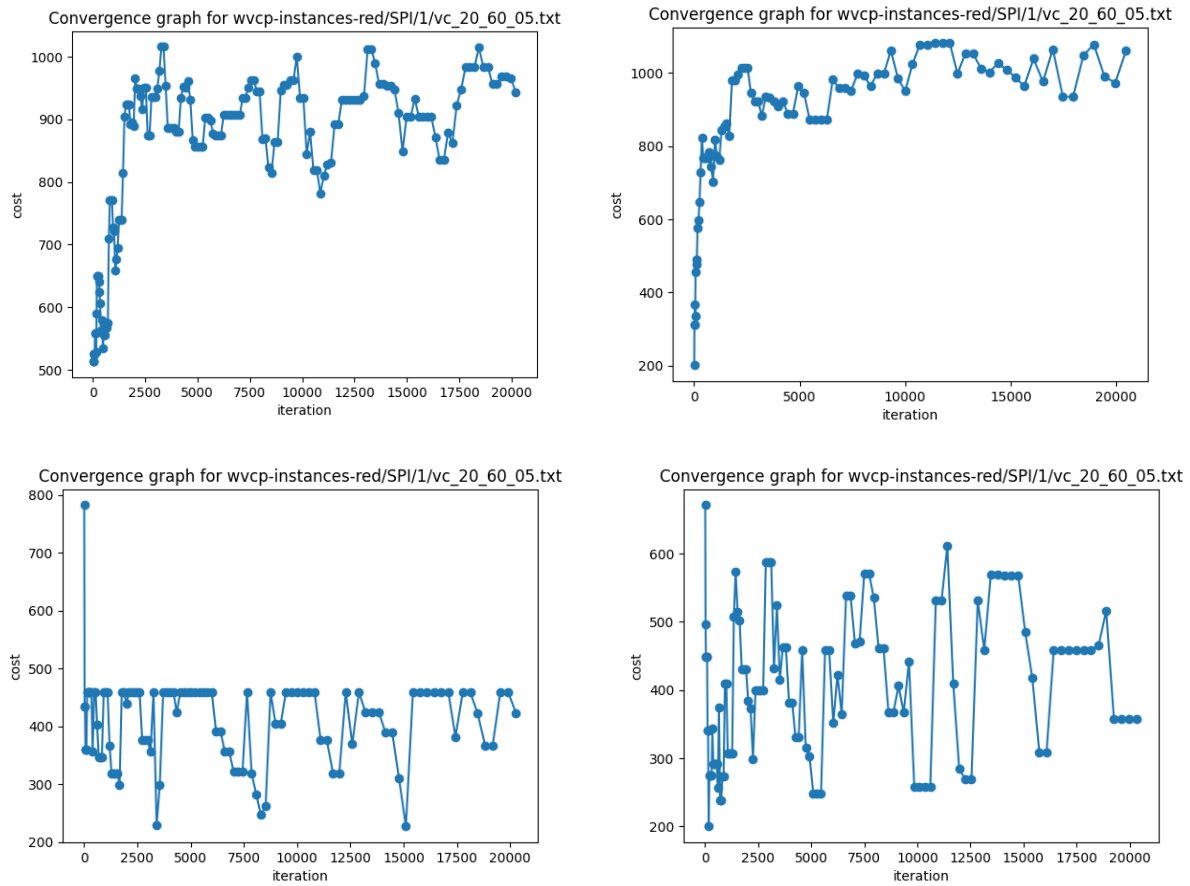 Convergence graph for wvcp-instances-red/SPI/1/vc_20_60_05.txt
1000
900
800
700
600
500
cost
0 2500 5000 7500 10000 12500 15000 17500 20000
iteration
Convergence graph for wvcp-instances-red/SPI/1/vc_20_60_05.txt
1000
800
600
400
200
cost
0 5000 10000 15000 20000
iteration
Convergence graph for wvcp-instances-red/SPI/1/vc_20_60_05.txt
800
700
600
500
400
300
200
cost
0 2500 5000 7500 10000 12500 15000 17500 20000
iteration
Convergence graph for wvcp-instances-red/SPI/1/vc_20_60_05.txt
600
500
400
300
200
cost
0 2500 5000 7500 10000 12500 15000 17500 20000
iteration